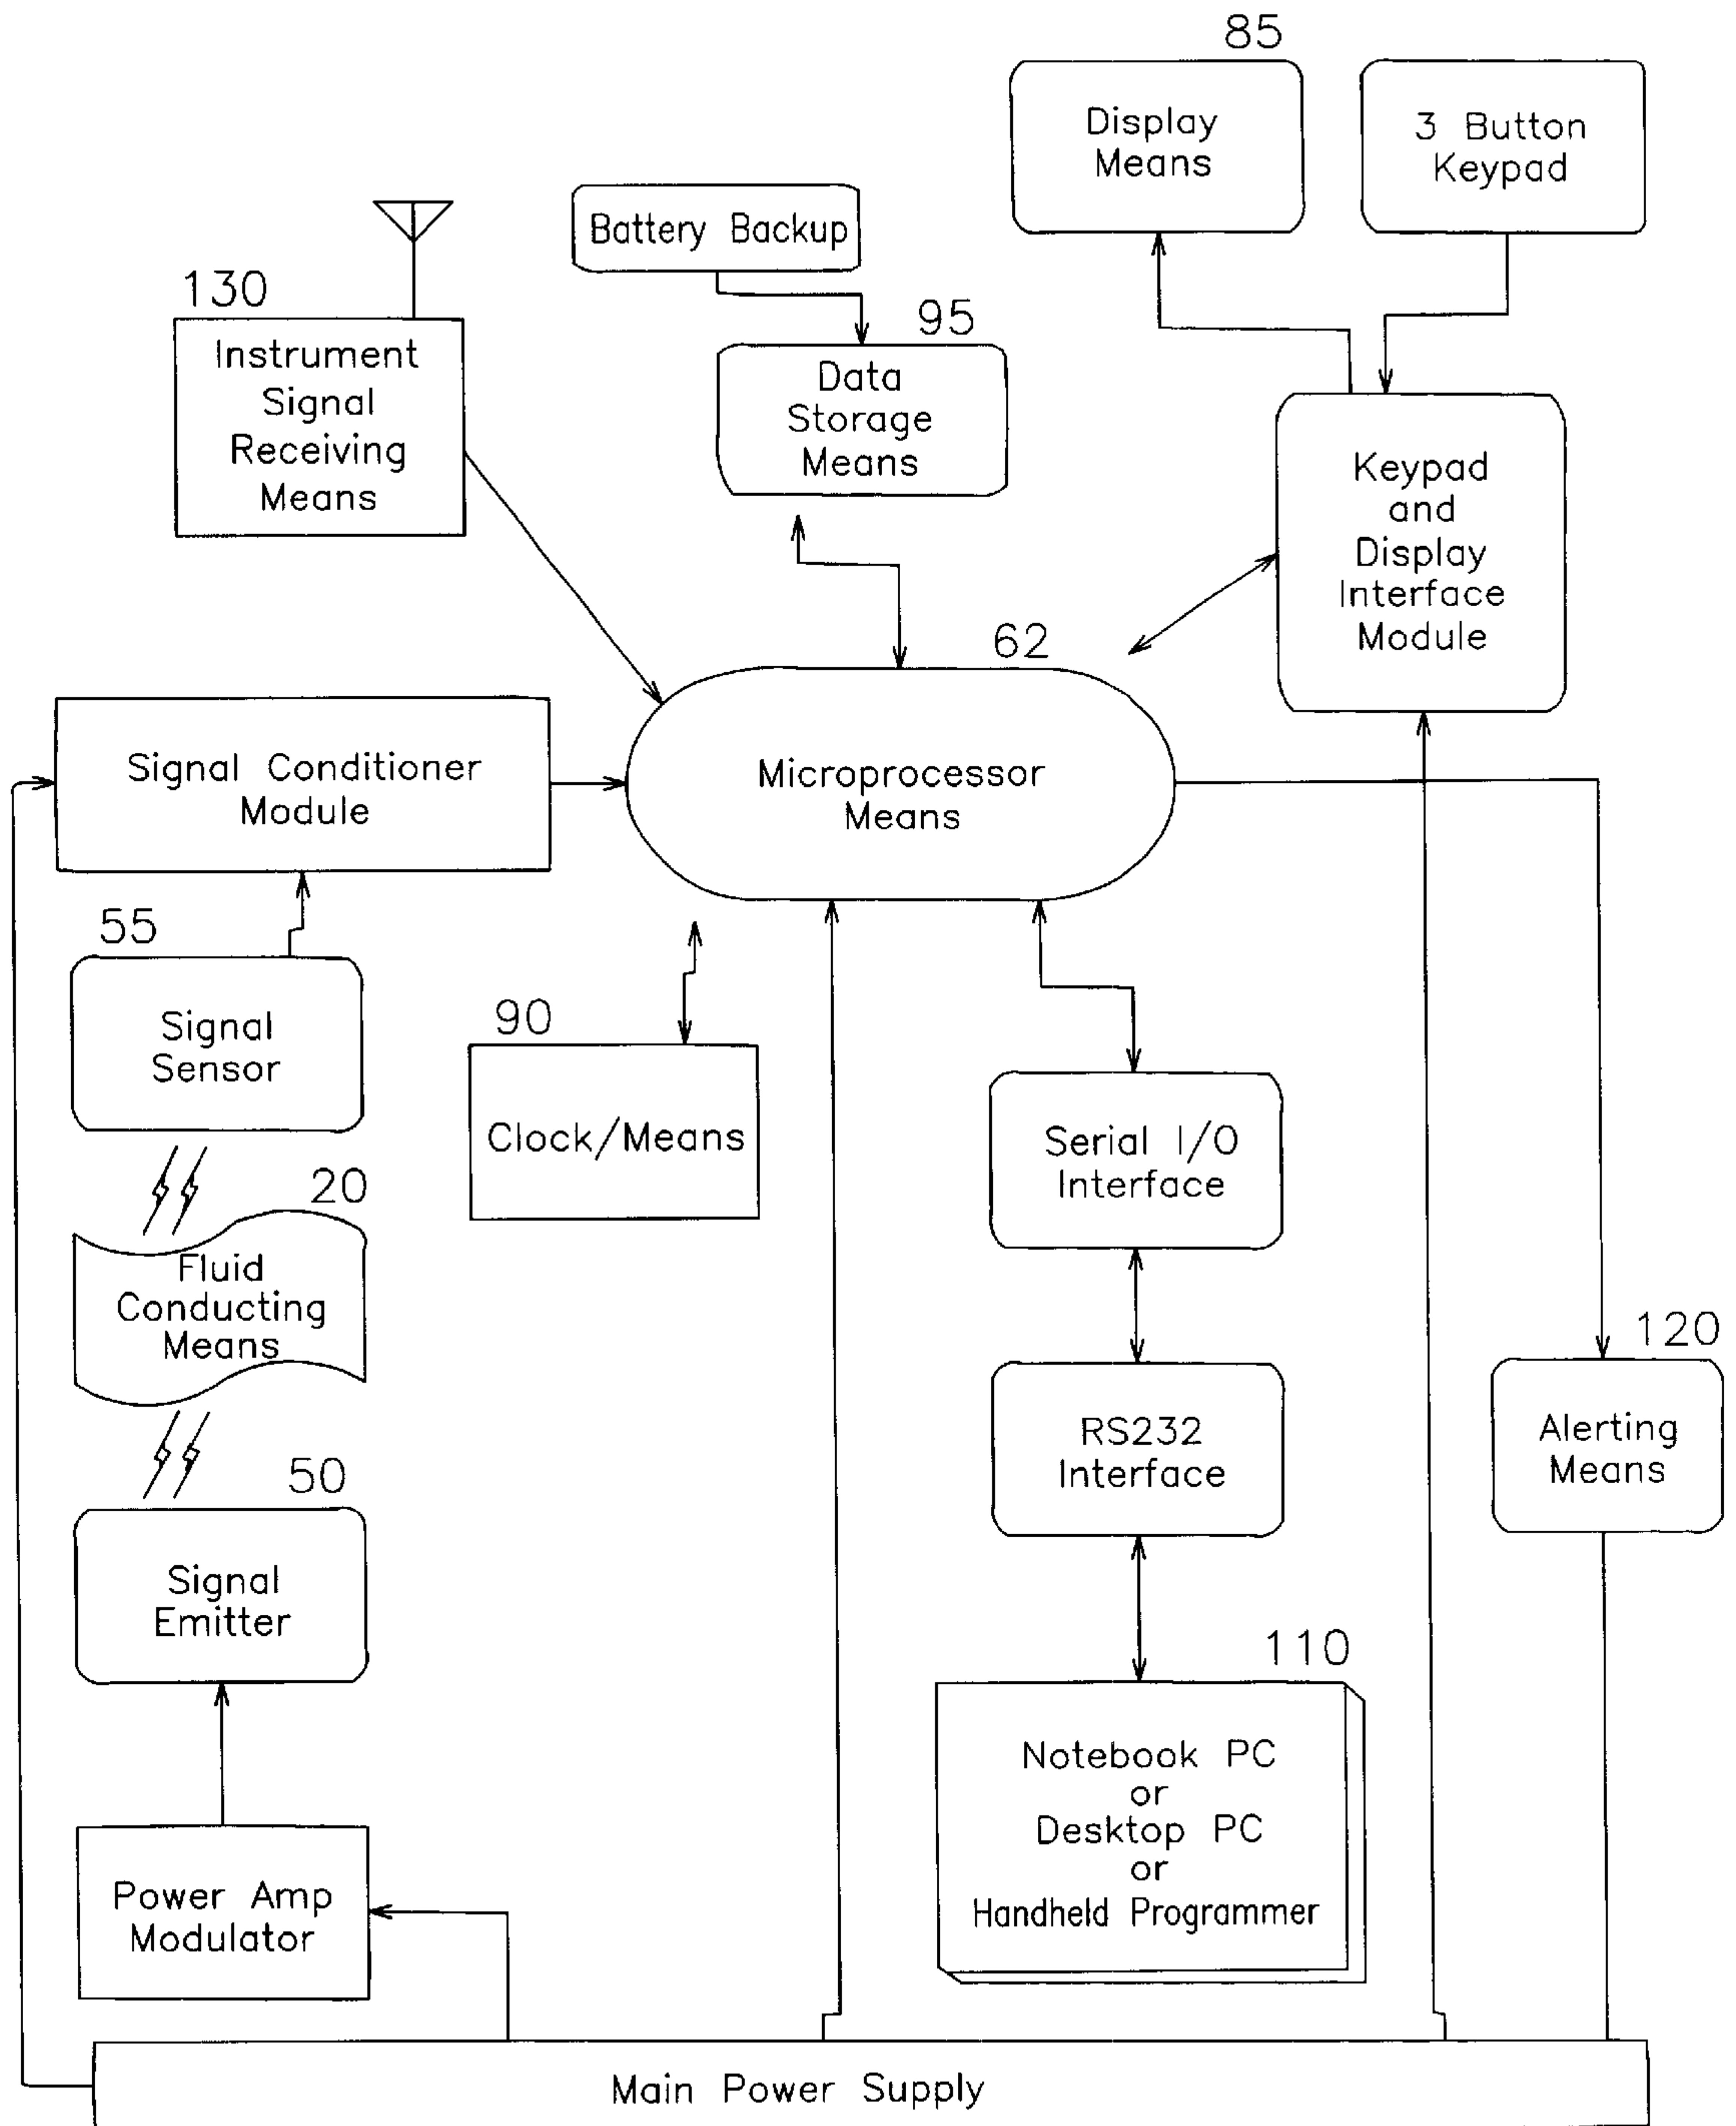 85
Display
Means
3 Button
Keypad
Battery Backup
130
Instrument
Signal
Receiving
Means
95
Data
Storage
Means
Keypad
and
Display
Interface
Module
62
Microprocessor
Means
Signal Conditioner
Module
55
Signal
Sensor
90
Clock/Means
Serial I/O
Interface
20
Fluid
Conducting
Means
RS232
Interface
120
Alerting
Means
50
Signal
Emitter
110
Notebook PC
or
Desktop PC
or
Handheld Programmer
Power Amp
Modulator
Main Power Supply